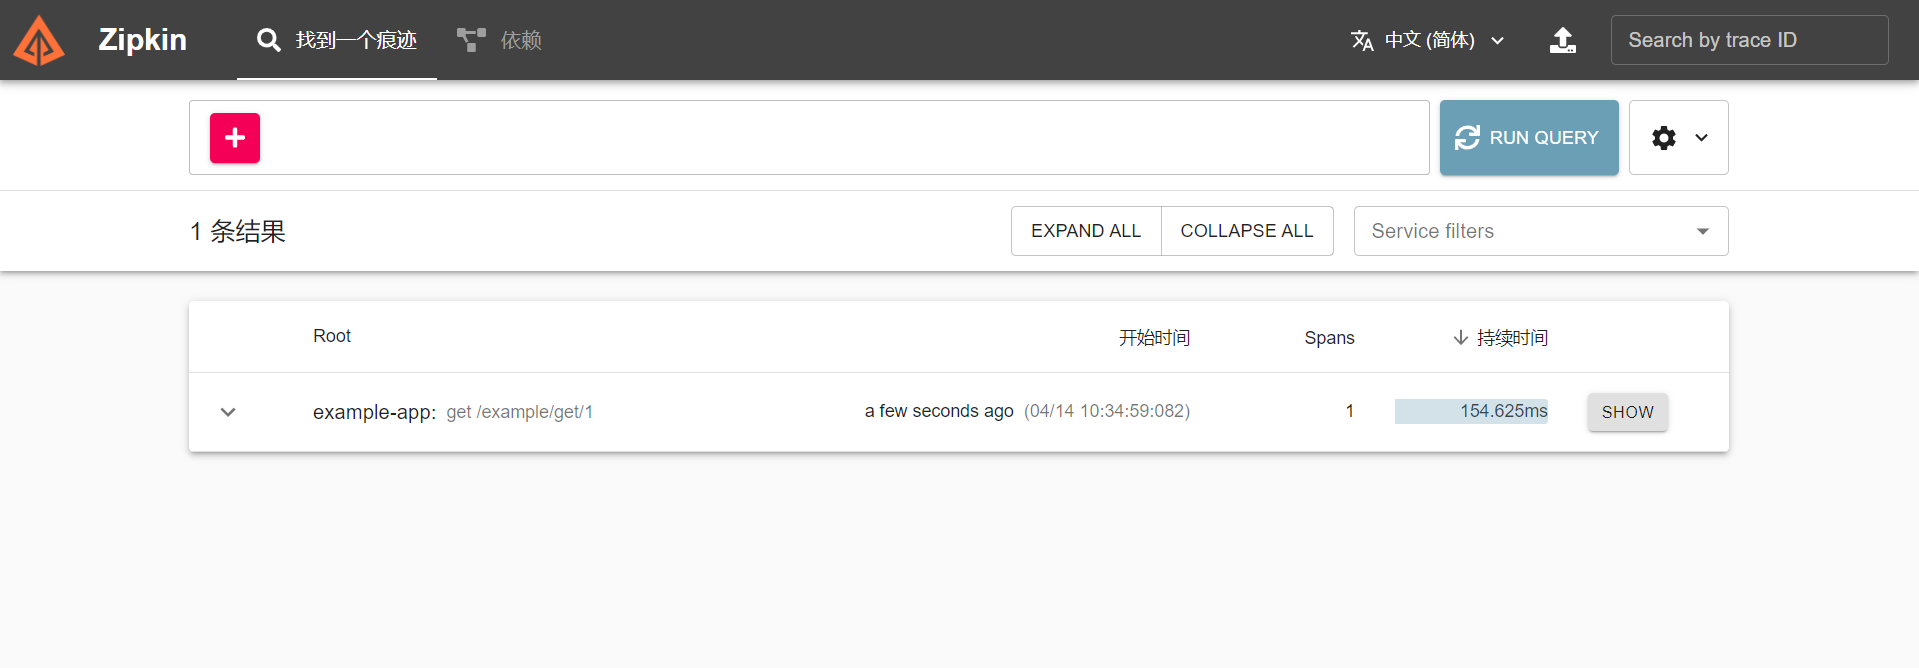 Zipkin 找到一个痕迹 依赖 中文 (简体) Search by trace ID
RUN QUERY
1 条结果 EXPAND ALL COLLAPSE ALL Service filters
Root 开始时间 Spans 持续时间
example-app: get /example/get/1 a few seconds ago (04/14 10:34:59:082) 1 154.625ms SHOW